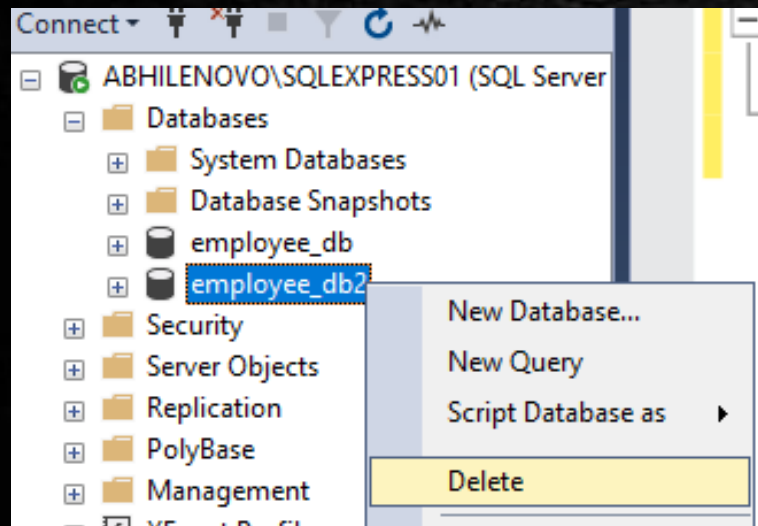 Connect
ABHILENOVO\SQLEXPRESS01 (SQL Server
Databases
System Databases
Database Snapshots
employee_db
employee_db2
Security
Server Objects
Replication
PolyBase
Management
New Database...
New Query
Script Database as
Delete